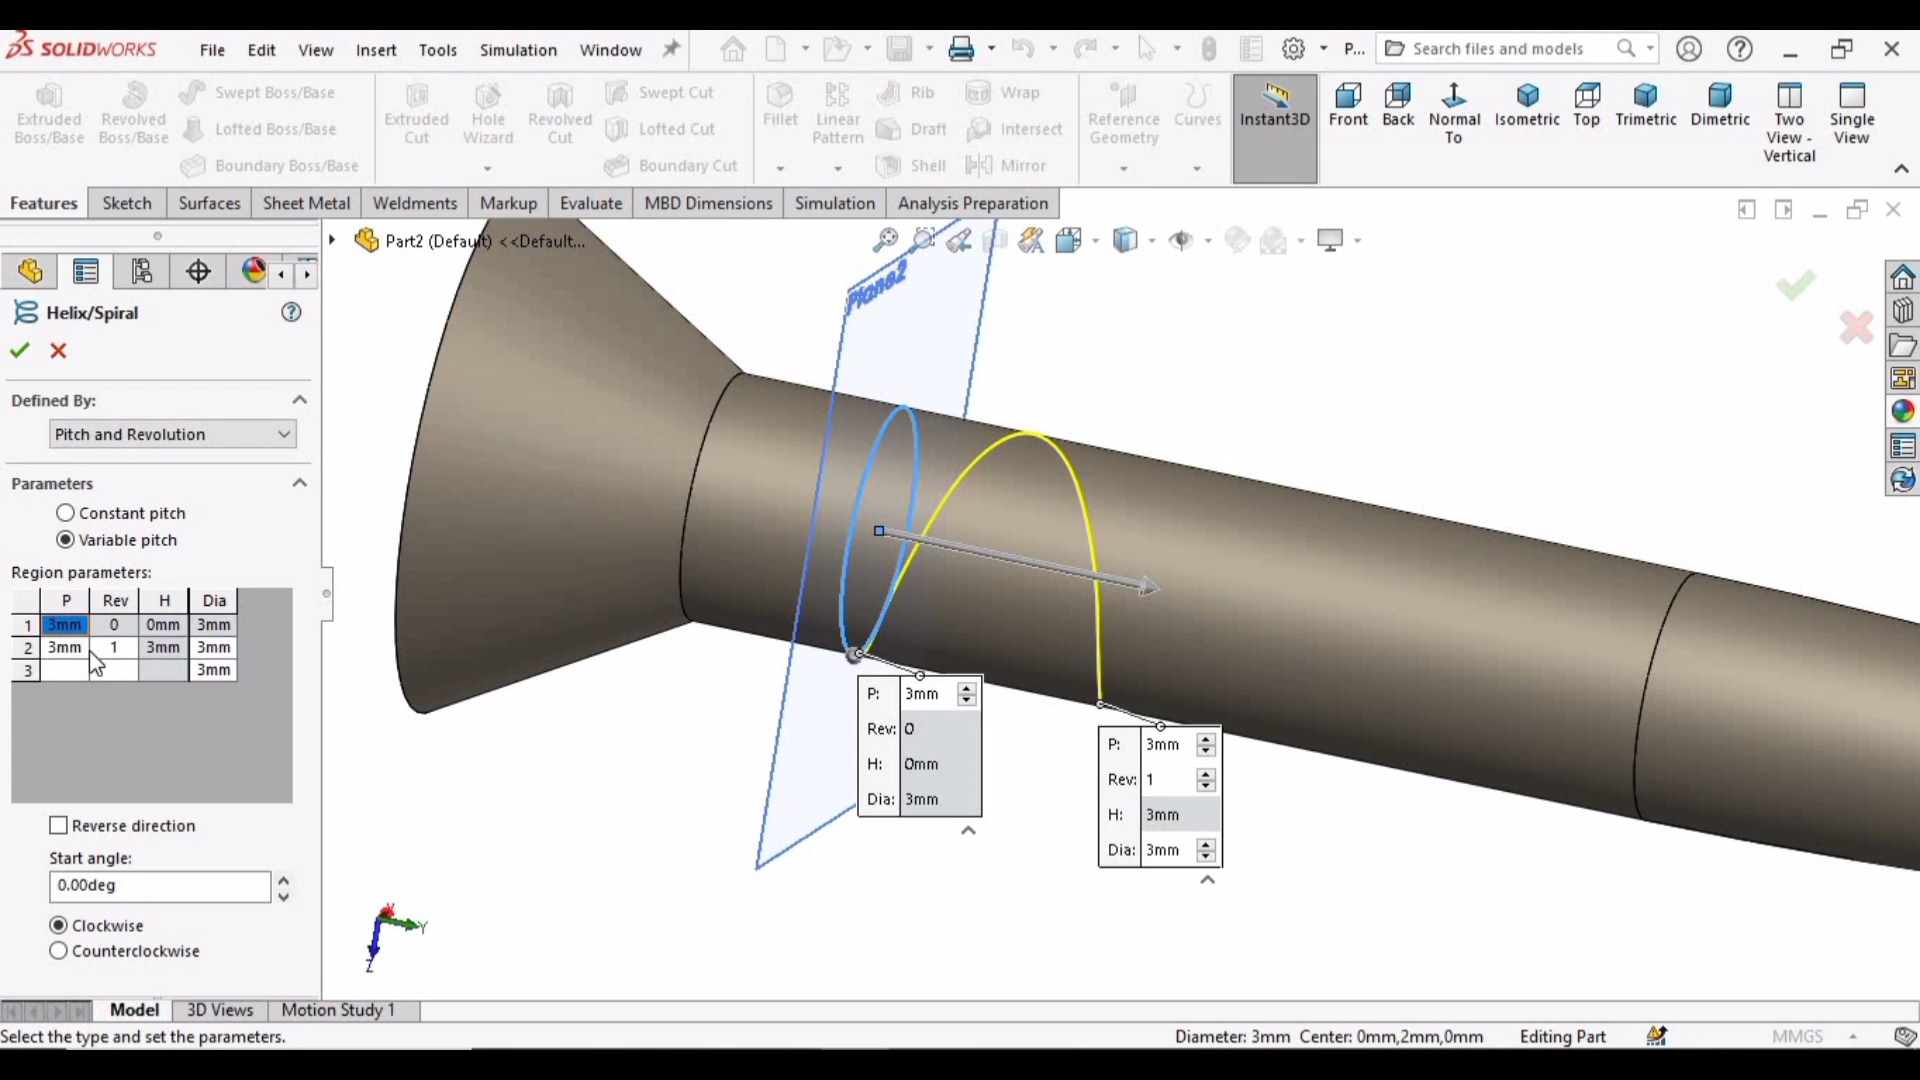 SOLIDWORKS File Edit View Insert Tools Simulation Window P... Search files and models
Extruded Boss/Base
Revolved Boss/Base
Swept Boss/Base
Lofted Boss/Base
Boundary Boss/Base
Extruded Cut
Hole Wizard
Revolved Cut
Swept Cut
Lofted Cut
Boundary Cut
Fillet
Linear Pattern
Rib
Draft
Shell
Wrap
Intersect
Mirror
Reference Geometry
Curves
Instant3D
Front
Back
Normal To
Isometric
Top
Trimetric
Dimetric
Two View - Vertical
Single View
Features Sketch Surfaces Sheet Metal Weldments Markup Evaluate MBD Dimensions Simulation Analysis Preparation
Part2 (Default) <<Default...
Helix/Spiral
Defined By:
Pitch and Revolution
Parameters
Constant pitch
Variable pitch
Region parameters:
P Rev H Dia
1 3mm 0 0mm 3mm
2 3mm 1 3mm 3mm
3 3mm
Reverse direction
Start angle:
0.00deg
Clockwise
Counterclockwise
Plane2
P: 3mm
Rev: 0
H: 0mm
Dia: 3mm
P: 3mm
Rev: 1
H: 3mm
Dia: 3mm
X
Y
Z
Model 3D Views Motion Study 1
Select the type and set the parameters. Diameter: 3mm Center: 0mm,2mm,0mm Editing Part MMGS